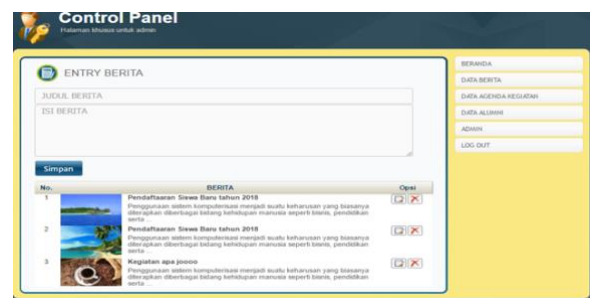 Control Panel
Halaman khusus untuk admin
ENTRY BERITA
JUDUL BERITA
ISI BERITA
Simpan
No. BERITA Opsi
1 Pendaftaaran Siswa Baru tahun 2018
Penggunaan sistem komputerisasi menjadi suatu keharusan yang biasanya
diterapkan diberbagai bidang kehidupan manusia seperti bisnis, pendidikan
serta ...
2 Pendaftaaran Siswa Baru tahun 2018
Penggunaan sistem komputerisasi menjadi suatu keharusan yang biasanya
diterapkan diberbagai bidang kehidupan manusia seperti bisnis, pendidikan
serta ...
3 Kegiatan apa joooo
Penggunaan sistem komputerisasi menjadi suatu keharusan yang biasanya
diterapkan diberbagai bidang kehidupan manusia seperti bisnis, pendidikan
serta ...
BERANDA
DATA BERITA
DATA AGENDA KEGIATAN
DATA ALUMNI
ADMIN
LOG OUT